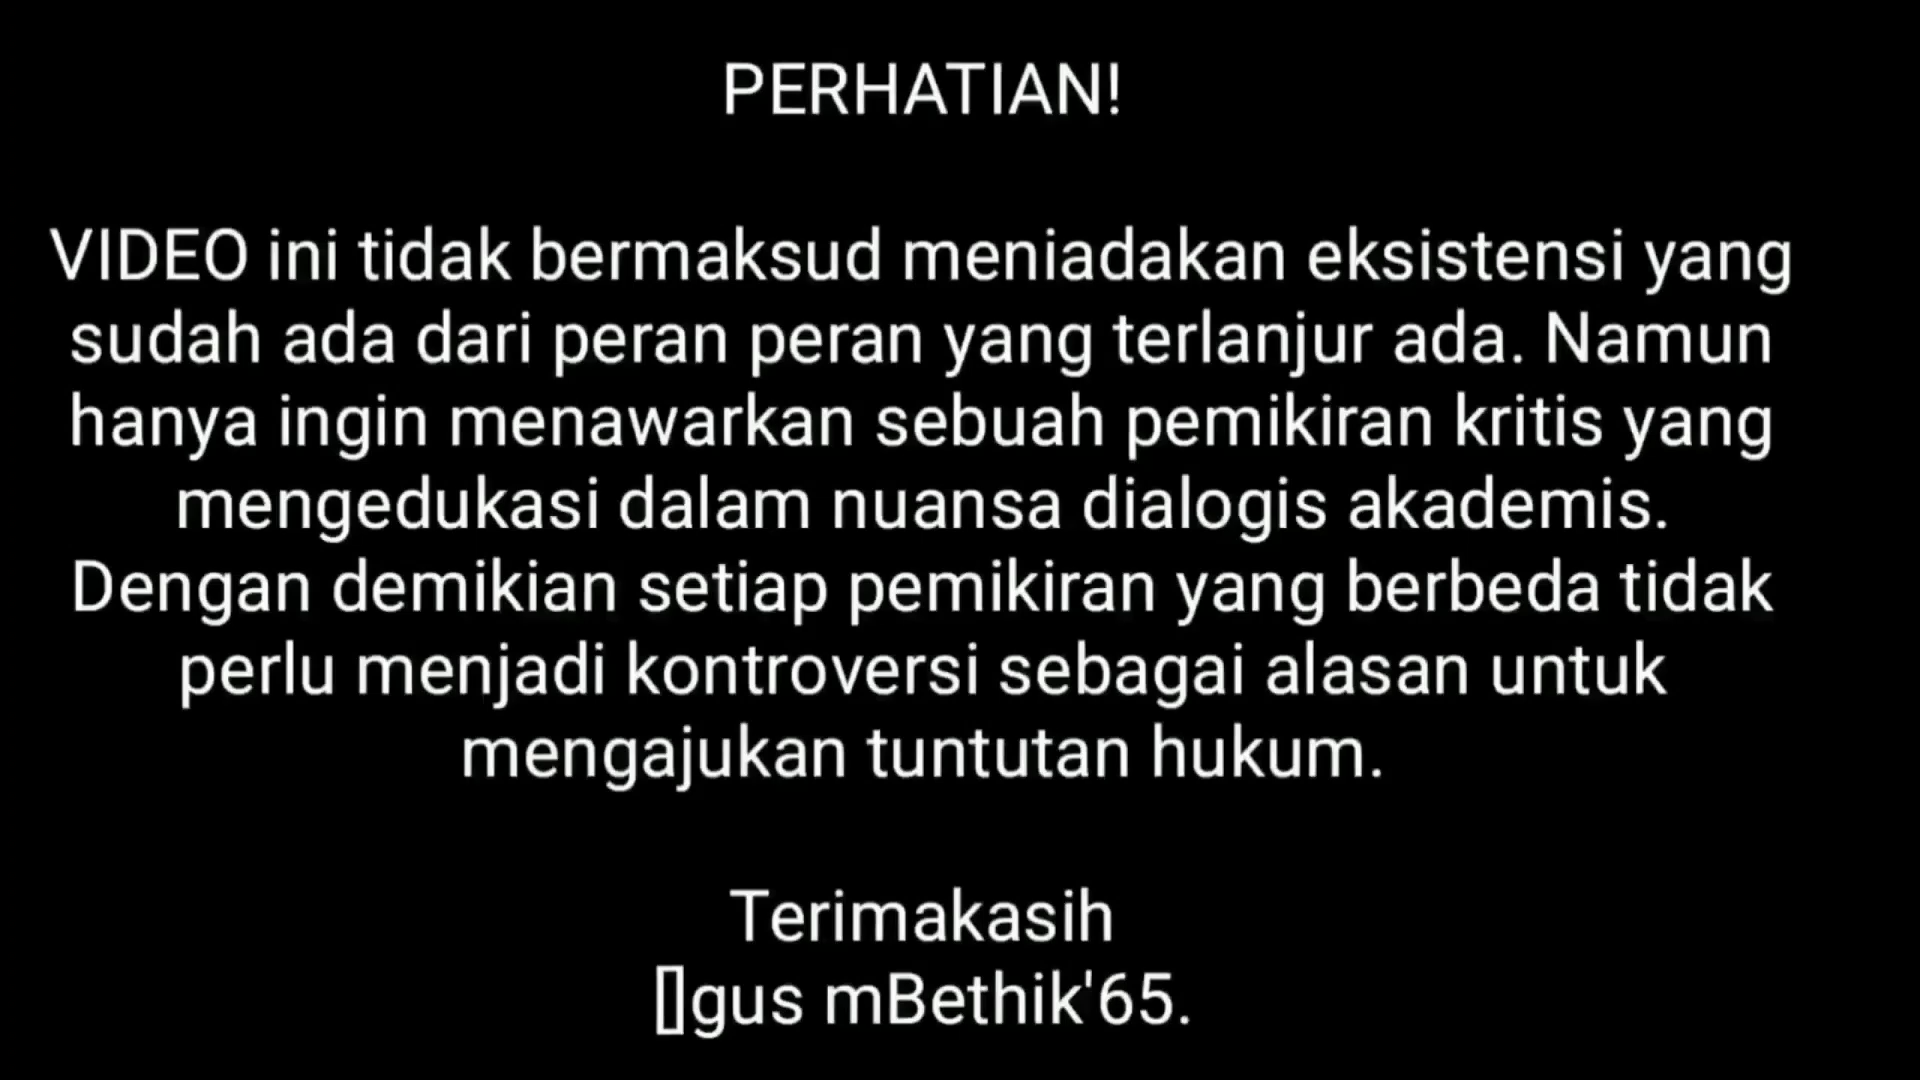 PERHATIAN!
VIDEO ini tidak bermaksud meniadakan eksistensi yang
sudah ada dari peran peran yang terlanjur ada. Namun
hanya ingin menawarkan sebuah pemikiran kritis yang
mengedukasi dalam nuansa dialogis akademis.
Dengan demikian setiap pemikiran yang berbeda tidak
perlu menjadi kontroversi sebagai alasan untuk
mengajukan tuntutan hukum.
Terimakasih
▯gus mBethik'65.